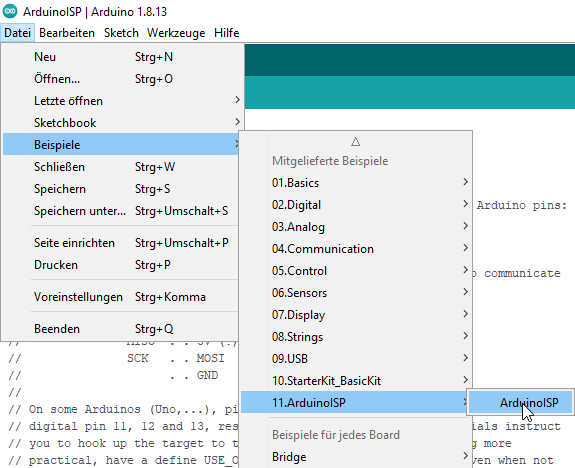 ArduinoISP | Arduino 1.8.13
Datei Bearbeiten Sketch Werkzeuge Hilfe
Neu Strg+N
Öffnen... Strg+O
Letzte öffnen
Sketchbook
Beispiele
Schließen Strg+W
Speichern Strg+S
Speichern unter... Strg+Umschalt+S
Seite einrichten Strg+Umschalt+P
Drucken Strg+P
Voreinstellungen Strg+Komma
Beenden Strg+Q
Mitgelieferte Beispiele
01.Basics
02.Digital
03.Analog
04.Communication
05.Control
06.Sensors
07.Display
08.Strings
09.USB
10.StarterKit_BasicKit
11.ArduinoISP
Beispiele für jedes Board
Bridge
ArduinoISP
Arduino pins:
communicate
// SCK . . MOSI
// . . GND
//
// On some Arduinos (Uno,...), pi
// digital pin 11, 12 and 13, res
ials instruct
// you to hook up the target to t
more
// practical, have a define USE_O
ven when not